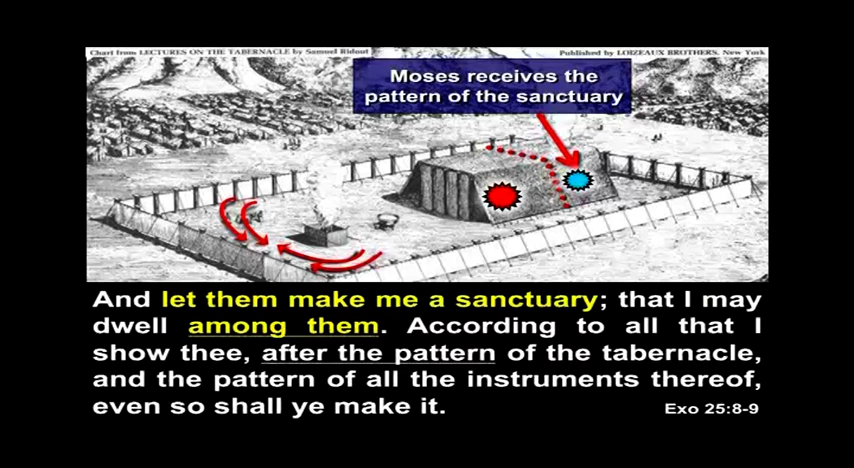 Chart from LECTURES ON THE TABERNACLE by Samuel Ridout
Published by LOIZEAUX BROTHERS, New York
Moses receives the
pattern of the sanctuary
And let them make me a sanctuary; that I may
dwell among them. According to all that I
show thee, after the pattern of the tabernacle,
and the pattern of all the instruments thereof,
even so shall ye make it.
Exo 25:8-9